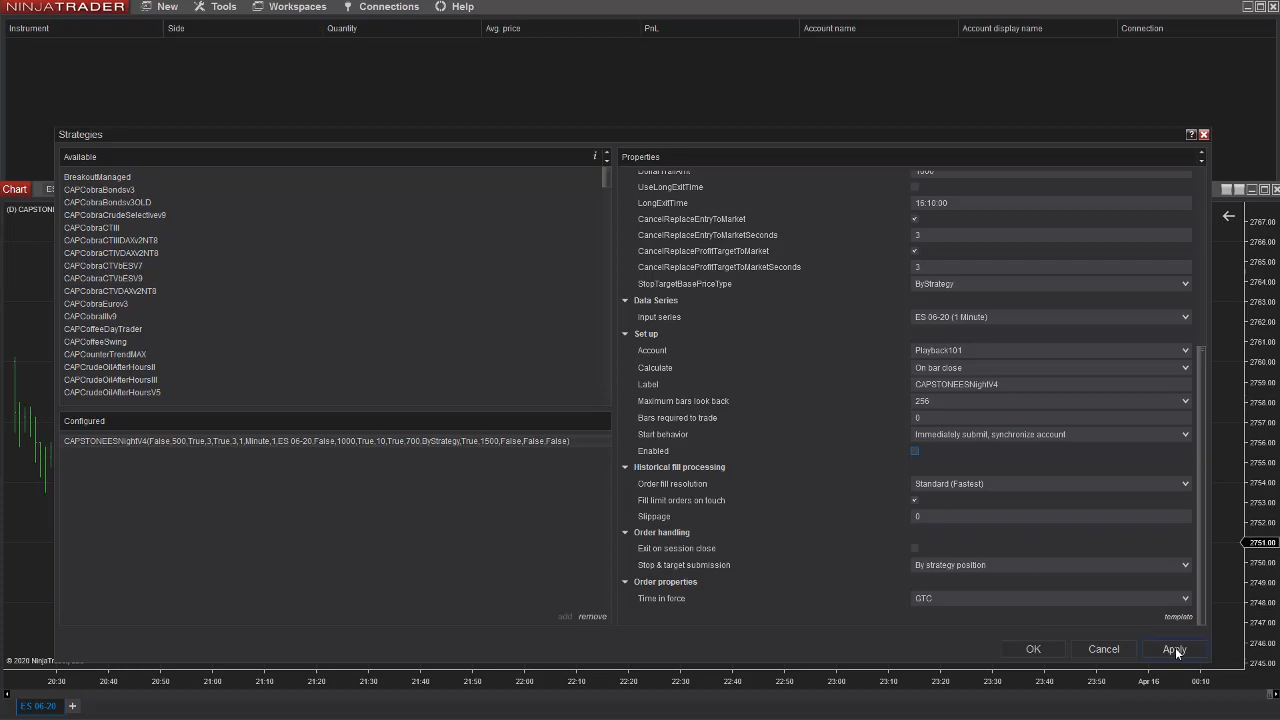 NINJATRADER New Tools Workspaces Connections Help
Instrument Side Quantity Avg. price PnL Account name Account display name Connection
Strategies
Available
BreakoutManaged
CAPCobraBondsv3
CAPCobraBondsv3OLD
CAPCobraCrudeSelectivev9
CAPCobraCTIII
CAPCobraCTIIIDAXv2NT8
CAPCobraCTIVDAXv2NT8
CAPCobraCTVbESV7
CAPCobraCTVbESV9
CAPCobraCTVDAXv2NT8
CAPCobraEurov3
CAPCobraIIIv9
CAPCoffeeDayTrader
CAPCoffeeSwing
CAPCounterTrendMAX
CAPCrudeOilAfterHoursII
CAPCrudeOilAfterHoursIII
CAPCrudeOilAfterHoursV5
Configured
CAPSTONEESNightV4(False,500,True,3,True,3,1,Minute,1,ES 06-20,False,1000,True,10,True,700,ByStrategy,True,1500,False,False,False)
add remove
Properties
DollarTrailAmt 1000
UseLongExitTime
LongExitTime 16:10:00
CancelReplaceEntryToMarket
CancelReplaceEntryToMarketSeconds 3
CancelReplaceProfitTargetToMarket
CancelReplaceProfitTargetToMarketSeconds 3
StopTargetBasePriceType ByStrategy
Data Series
Input series ES 06-20 (1 Minute)
Set up
Account Playback101
Calculate On bar close
Label CAPSTONEESNightV4
Maximum bars look back 256
Bars required to trade 0
Start behavior Immediately submit, synchronize account
Enabled
Historical fill processing
Order fill resolution Standard (Fastest)
Fill limit orders on touch
Slippage 0
Order handling
Exit on session close
Stop & target submission By strategy position
Order properties
Time in force GTC
template
OK Cancel Apply
Chart ES
(D) CAPSTONE
2767.00
2764.00
2763.00
2762.00
2761.00
2760.00
2759.00
2758.00
2757.00
2756.00
2755.00
2754.00
2753.00
2752.00
2751.00
2750.00
2749.00
2748.00
2747.00
2746.00
2745.00
© 2020 NinjaTrader,
20:30 20:50 21:00 21:10 21:20 21:30 21:40 21:50 22:00 22:10 22:20 22:30 22:40 22:50 23:00 23:10 23:20 23:30 23:40 23:50 Apr 16 00:10
ES 06-20 +